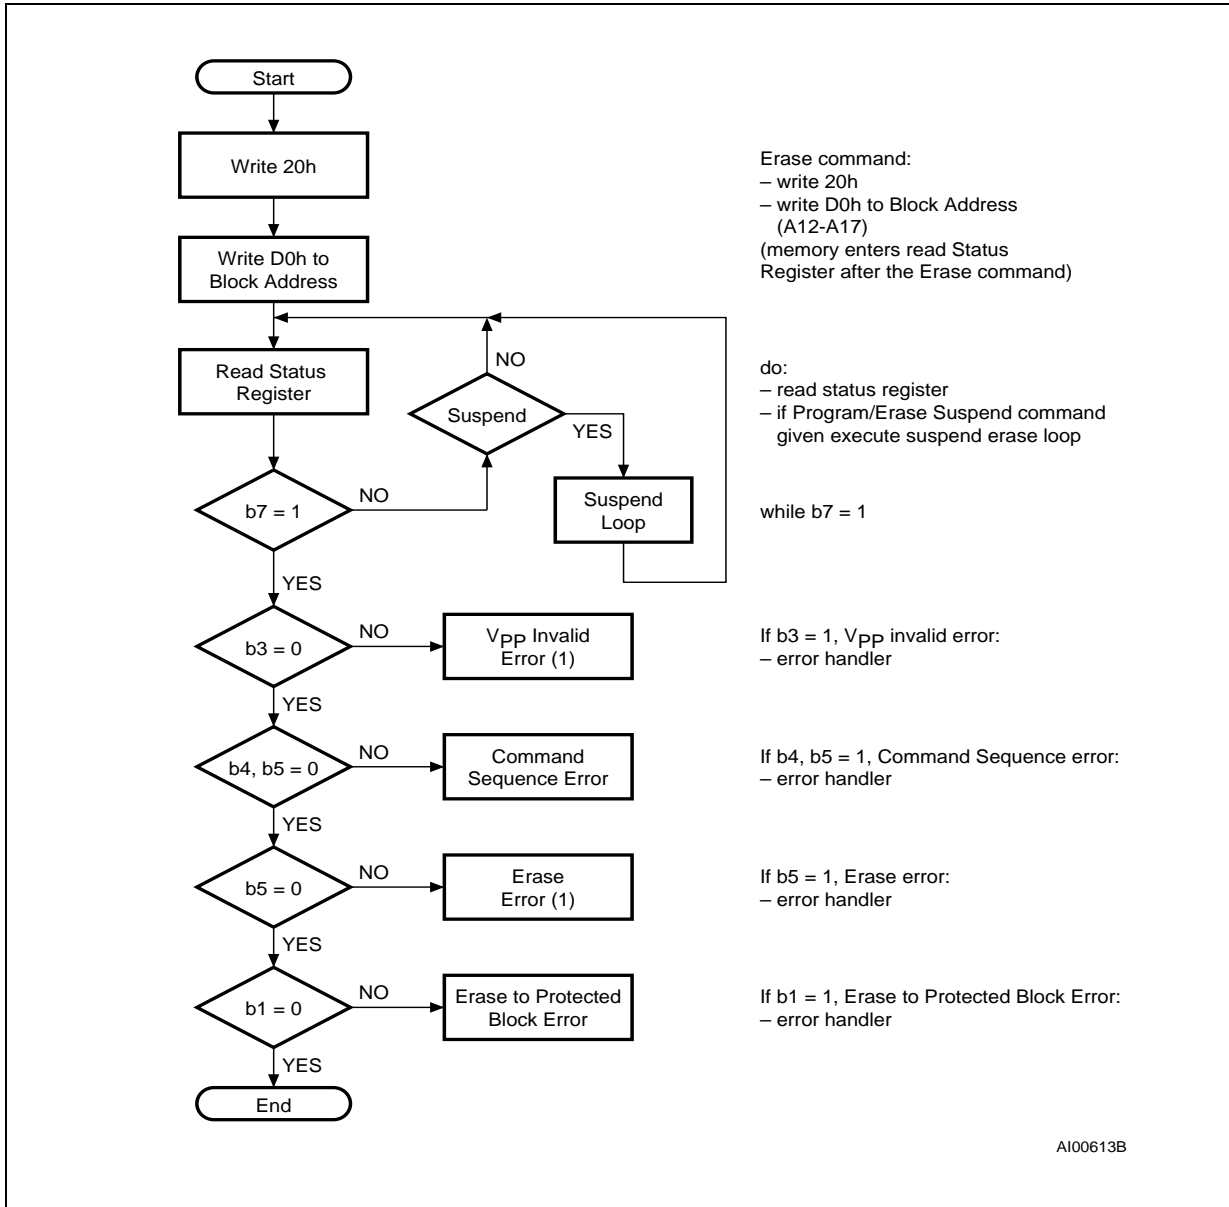 Start
Write 20h
Erase command:
– write 20h
– write D0h to Block Address
(A12-A17)
(memory enters read Status
Register after the Erase command)
Write D0h to
Block Address
Read Status
Register
NO
Suspend
YES
do:
– read status register
– if Program/Erase Suspend command
given execute suspend erase loop
b7 = 1
NO
Suspend
Loop
while b7 = 1
YES
b3 = 0
NO
VPP Invalid
Error (1)
If b3 = 1, VPP invalid error:
– error handler
YES
b4, b5 = 0
NO
Command
Sequence Error
If b4, b5 = 1, Command Sequence error:
– error handler
YES
b5 = 0
NO
Erase
Error (1)
If b5 = 1, Erase error:
– error handler
YES
b1 = 0
NO
Erase to Protected
Block Error
If b1 = 1, Erase to Protected Block Error:
– error handler
YES
End
AI00613B